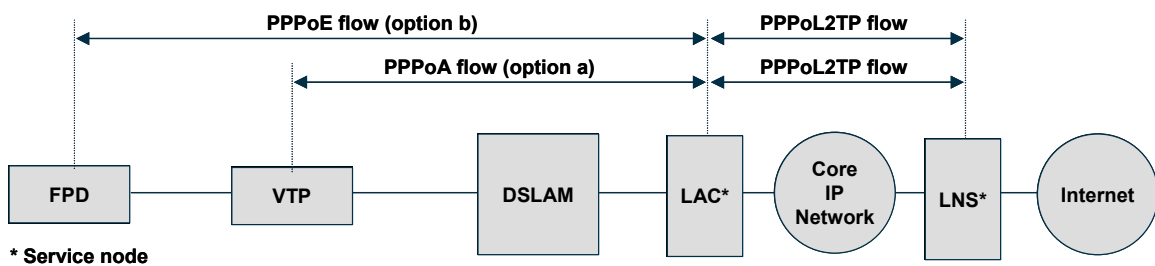 PPPoE flow (option b) PPPoL2TP flow
PPPoA flow (option a) PPPoL2TP flow
FPD VTP DSLAM LAC* Core IP Network LNS* Internet
* Service node